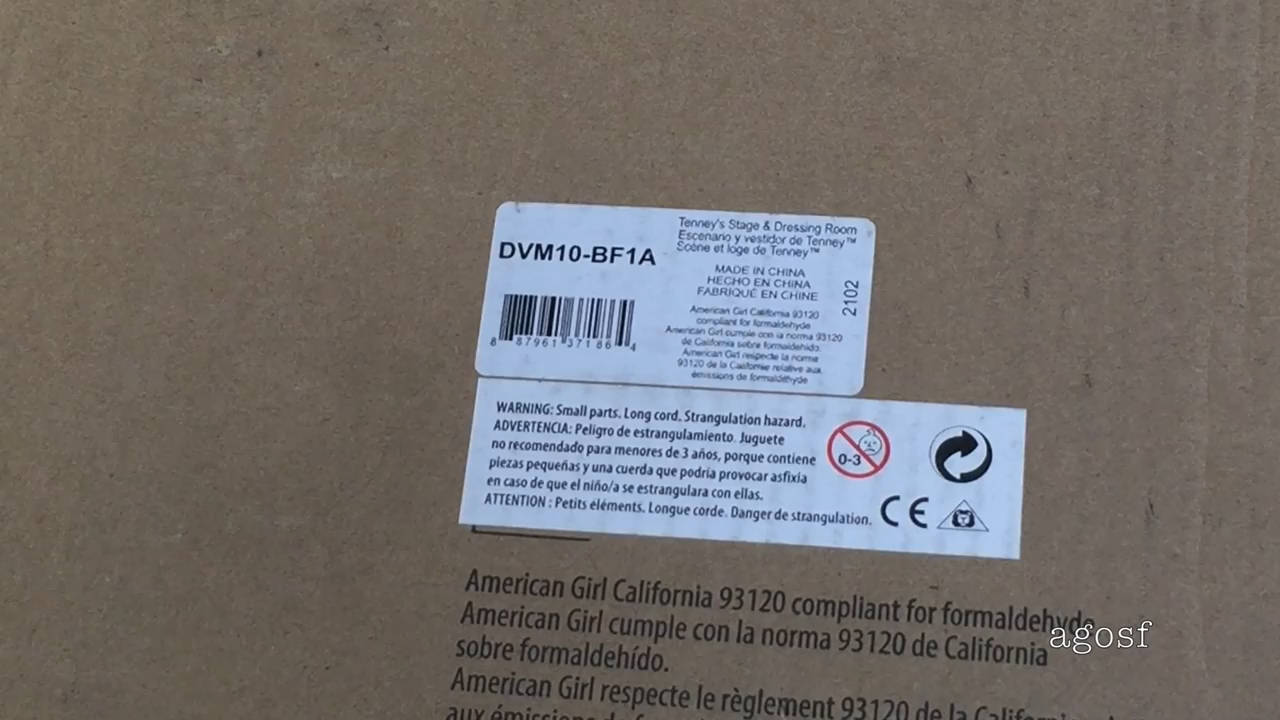 DVM10-BF1A
8 87961 37186 4
Tenney's Stage & Dressing Room
Escenario y vestidor de Tenney™
Scène et loge de Tenney™
MADE IN CHINA
HECHO EN CHINA
FABRIQUÉ EN CHINE
2102
American Girl California 93120
compliant for formaldehyde
American Girl cumple con la norma 93120
de California sobre formaldehído.
American Girl respecte la norme
93120 de la Californie relative aux
émissions de formaldéhyde
WARNING: Small parts. Long cord. Strangulation hazard.
ADVERTENCIA: Peligro de estrangulamiento. Juguete
no recomendado para menores de 3 años, porque contiene
piezas pequeñas y una cuerda que podría provocar asfixia
en caso de que el niño/a se estrangulara con ellas.
ATTENTION : Petits éléments. Longue corde. Danger de strangulation.
0-3
CE
American Girl California 93120 compliant for formaldehyde
American Girl cumple con la norma 93120 de California
sobre formaldehído.
American Girl respecte le règlement 93120 de la
aux émissions
agosf